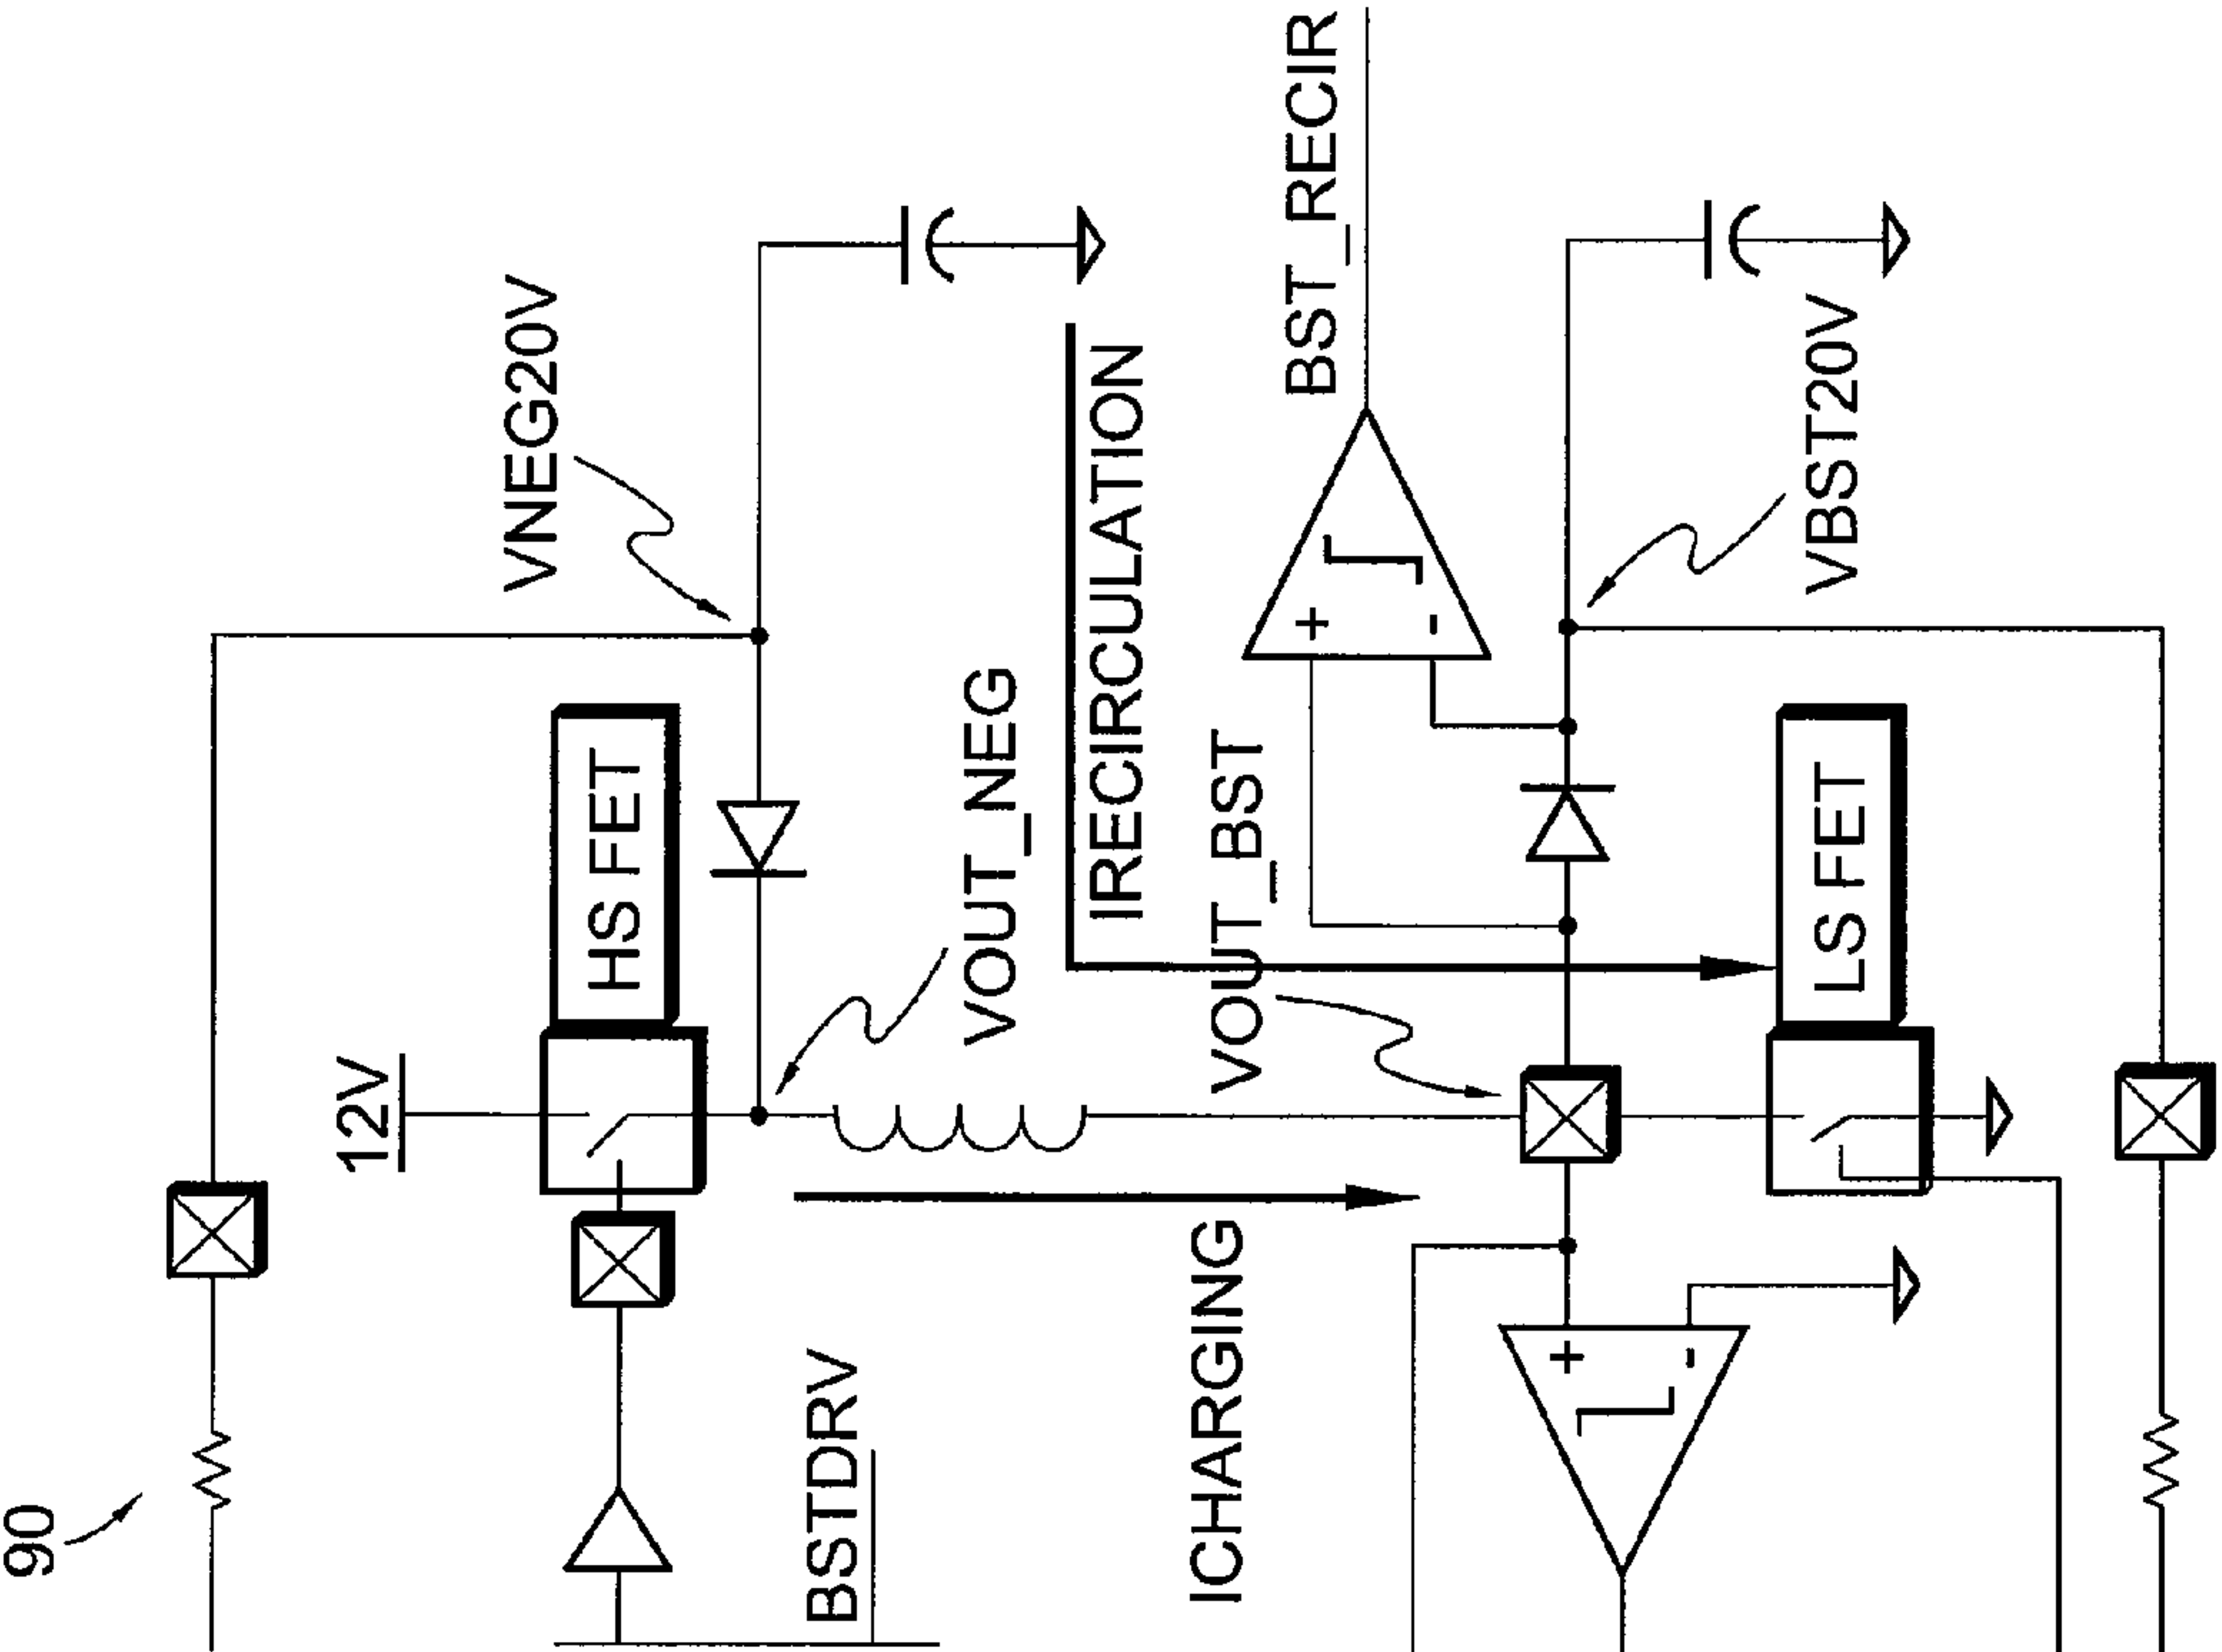 90
12V
HS FET
VNEG20V
BSTDRV
VOUT_NEG
IRECIRCULATION
ICHARGING
VOUT_BST
BST_RECIR
+
-
+
-
LS FET
VBST20V